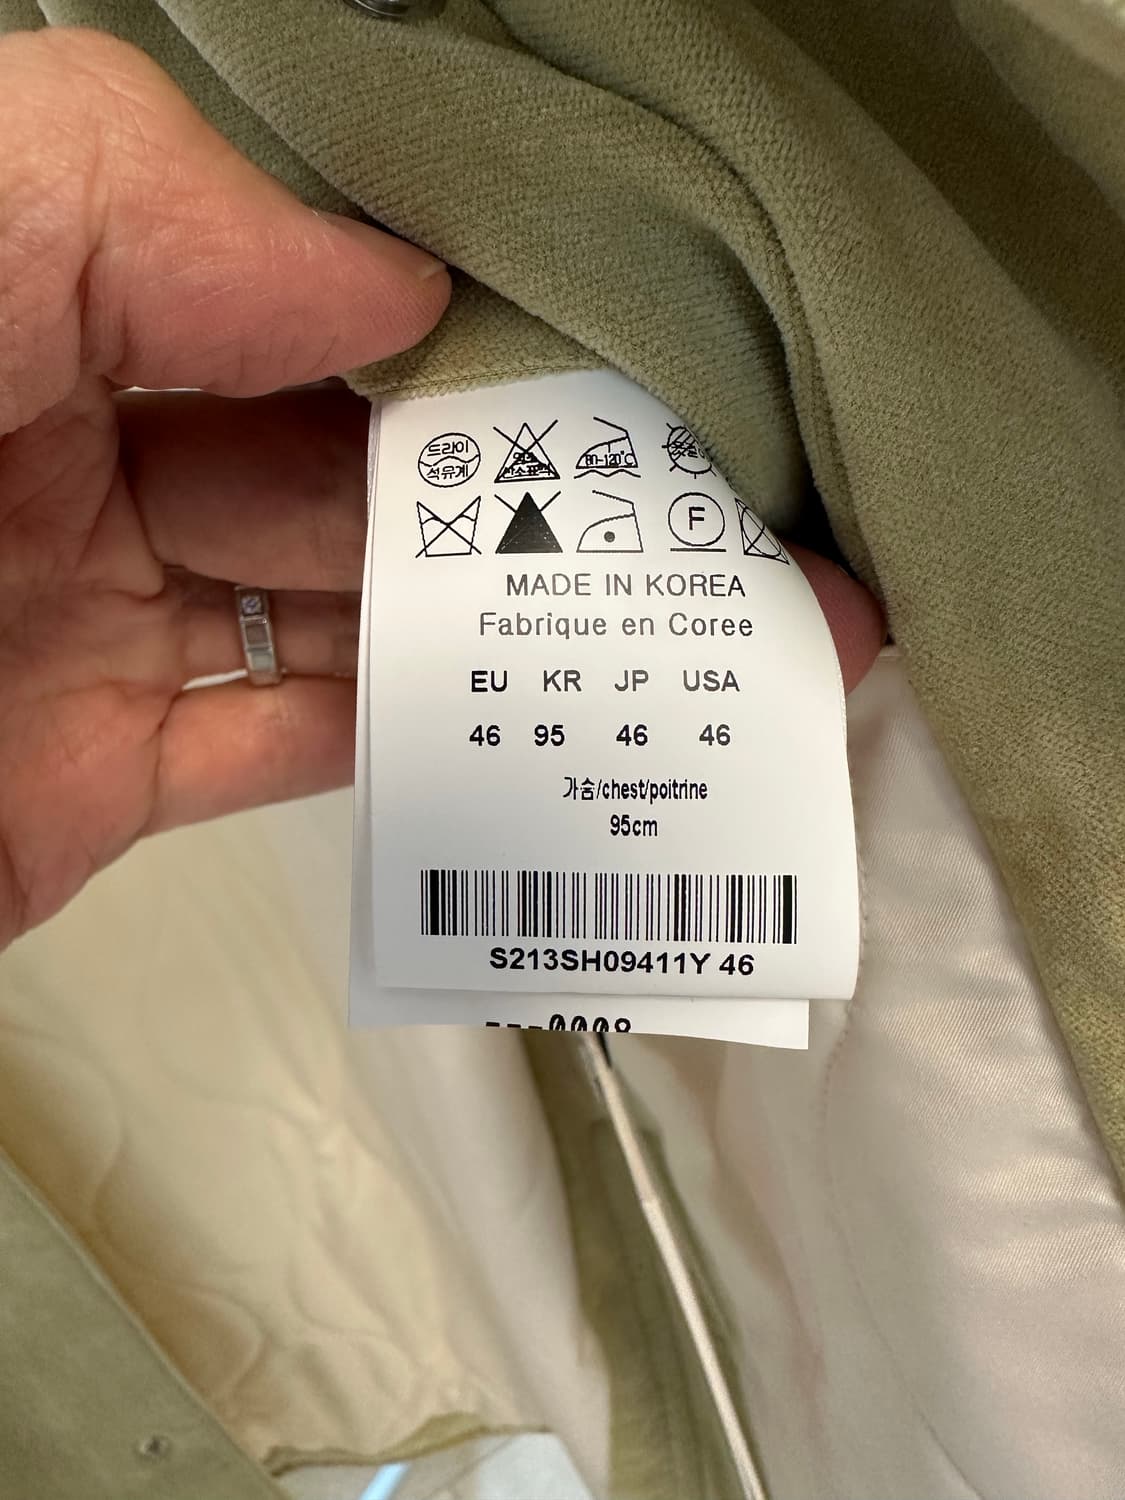 드라이
석유계
80~120℃
F
MADE IN KOREA
Fabrique en Coree
EU KR JP USA
46 95 46 46
가슴/chest/poitrine
95cm
S213SH09411Y 46